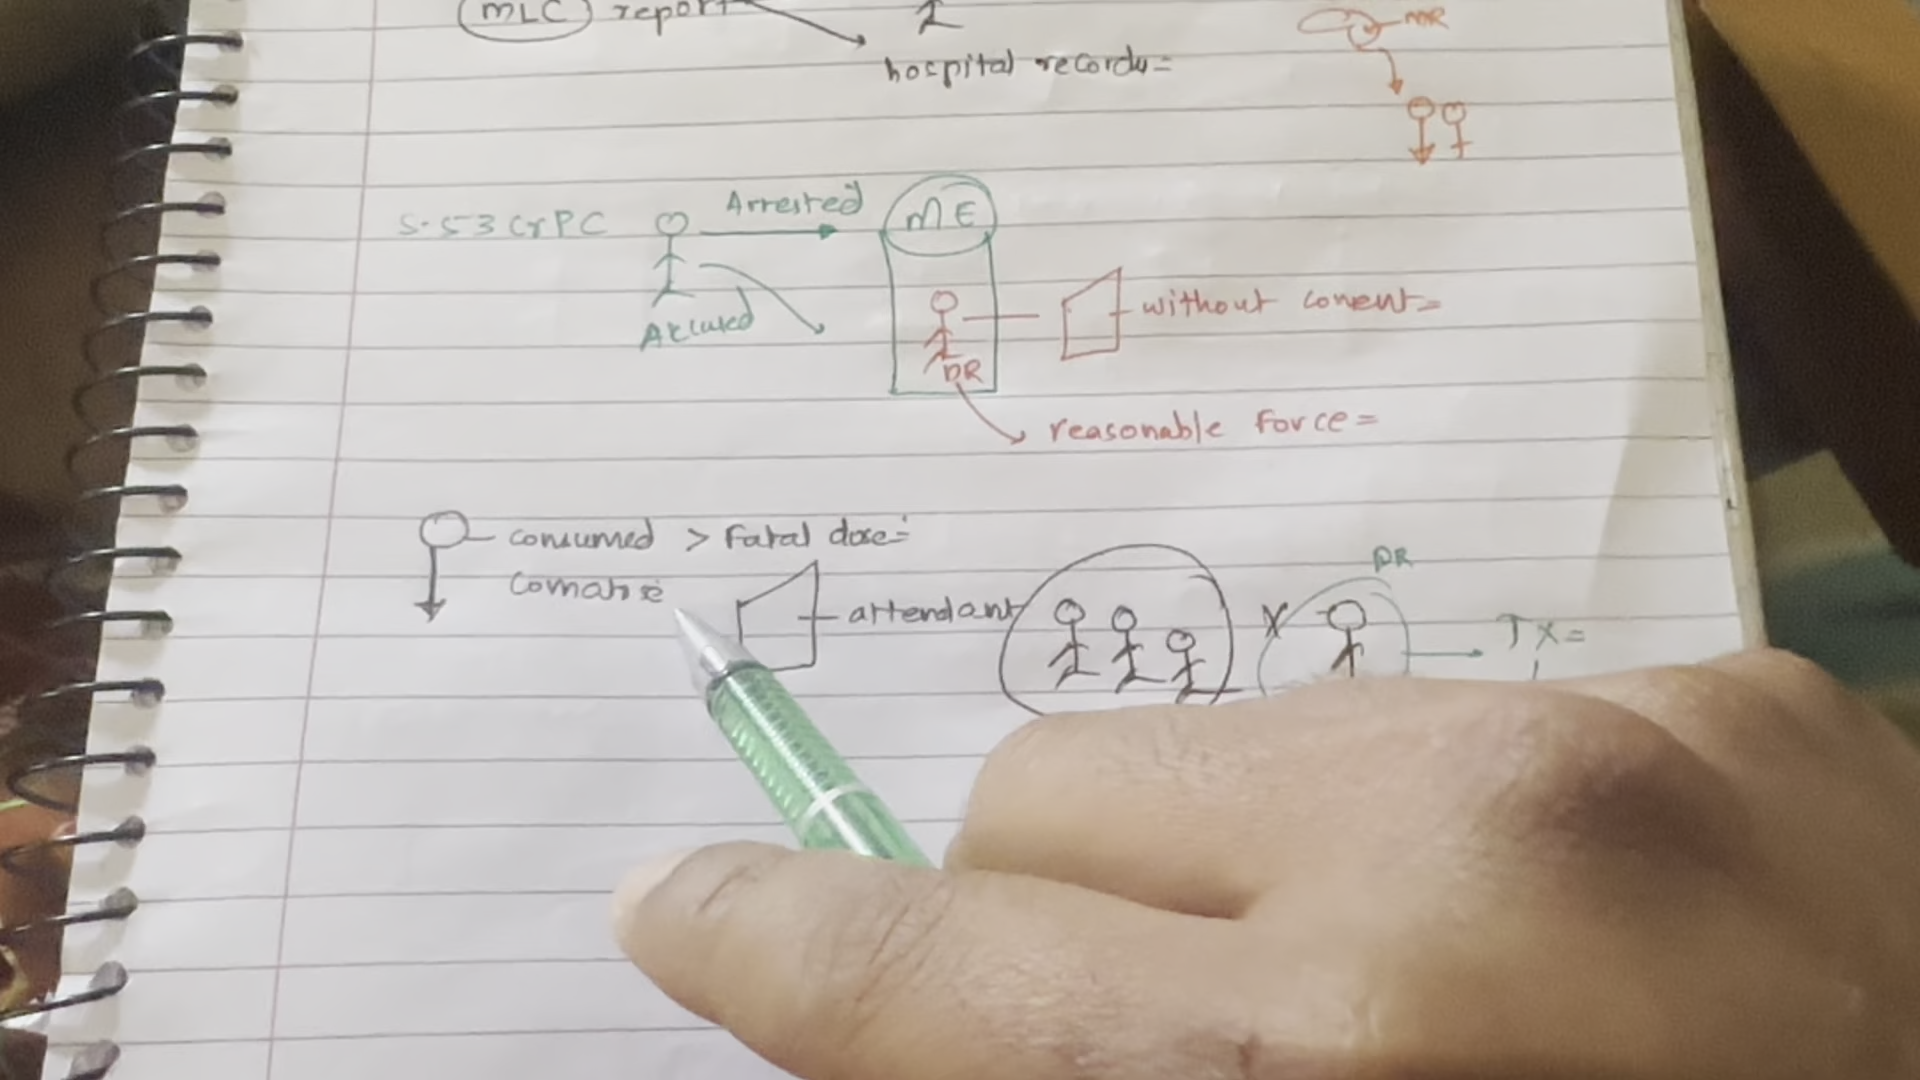 MLC report
hospital records=
MR
S.53 CrPC
Arrested
ME
Accused
DR
without consent=
reasonable force=
consumed > Fatal dose=
Comatose
attendant
X
DR
Tx=